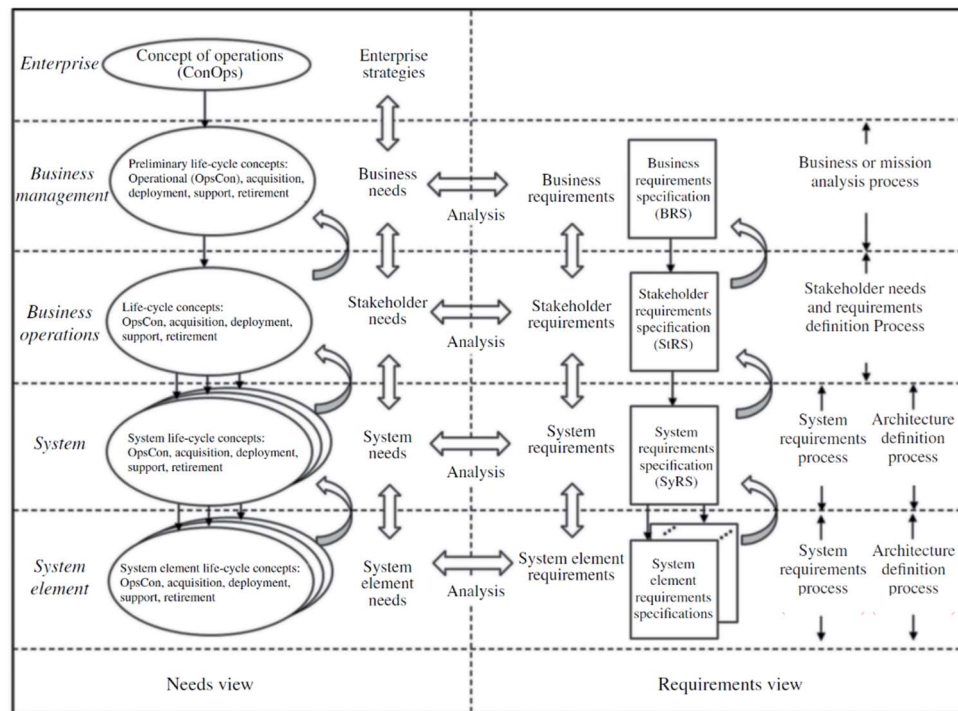 Enterprise
Concept of operations
(ConOps)
Enterprise
strategies
Business
management
Preliminary life-cycle concepts:
Operational (OpsCon), acquisition,
deployment, support, retirement
Business
needs
Analysis
Business
requirements
Business
requirements
specification
(BRS)
Business or mission
analysis process
Business
operations
Life-cycle concepts:
OpsCon, acquisition, deployment,
support, retirement
Stakeholder
needs
Analysis
Stakeholder
requirements
Stakeholder
requirements
specification
(StRS)
Stakeholder needs
and requirements
definition Process
System
System life-cycle concepts:
OpsCon, acquisition, deployment,
support, retirement
System
needs
Analysis
System
requirements
System
requirements
specification
(SyRS)
System
requirements
process
Architecture
definition
process
System
element
System element life-cycle concepts:
OpsCon, acquisition, deployment,
support, retirement
System
element
needs
Analysis
System element
requirements
System
element
requirements
specifications
System
requirements
process
Architecture
definition
process
Needs view
Requirements view